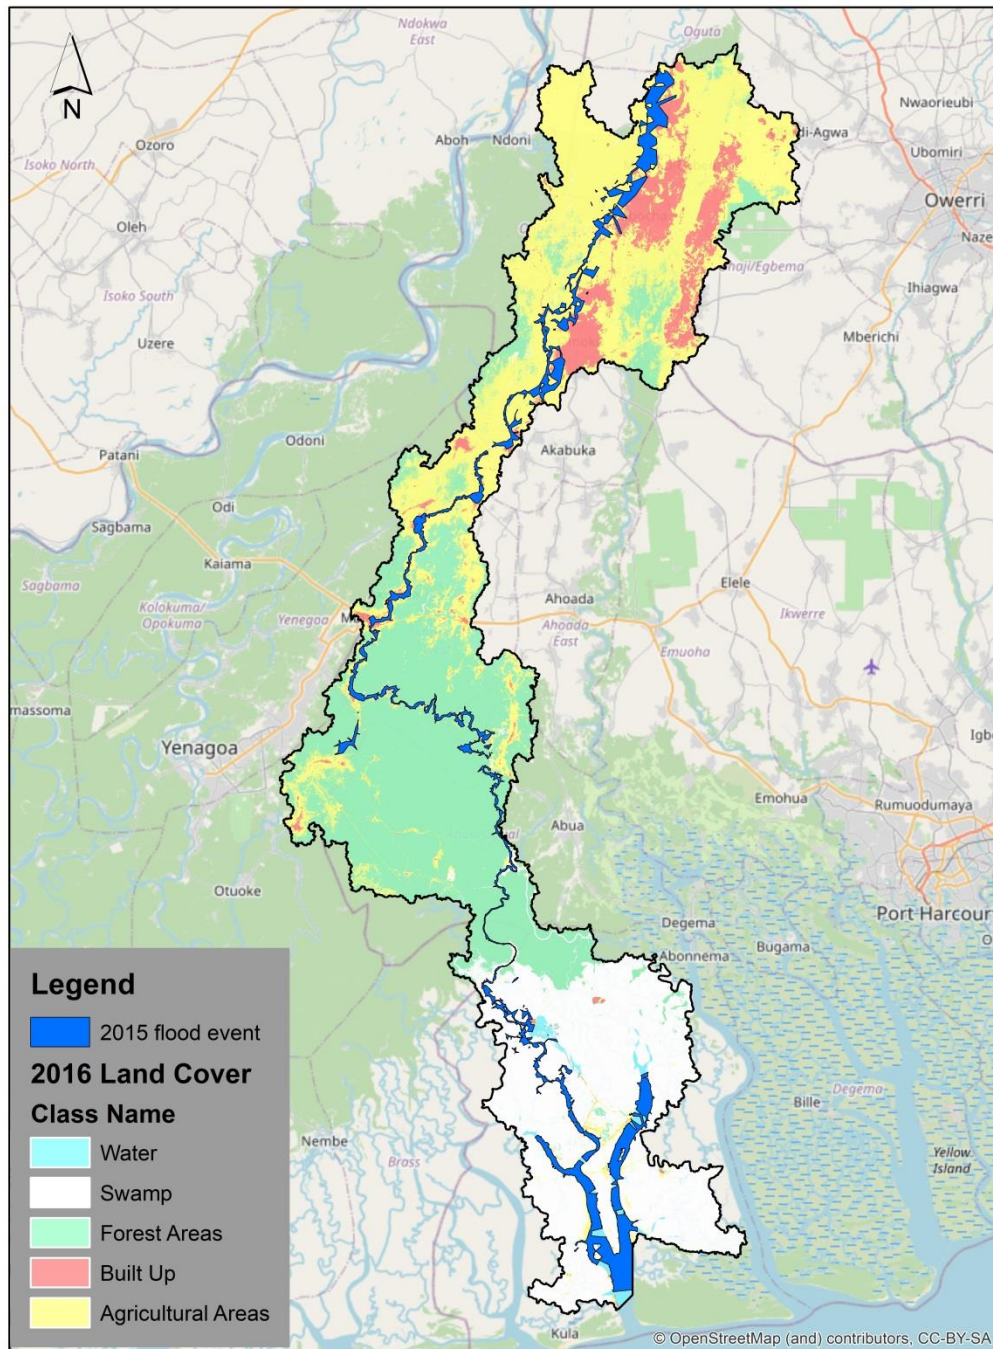 Ndokwa
East
Oguta
N
Nwaorieubi
Ozoro
Aboh
Ndoni
di-Agwa
Isoko North
Ubomiri
Owerri
Oleh
Naze
naji/Egbema
Ihiagwa
Isoko South
Uzere
Mberichi
Odoni
Patani
Akabuka
Odi
Sagbama
Kaiama
Elele
Sagbama
Ahoada
Kolokuma/
Opokuma
Yenegoa
Ahoada
East
Ikwerre
Emuoha
massoma
Yenagoa
Igb
Emohua
Rumuodumaya
Abua
Otuoke
Port Harcour
Degema
Bugama
Abonnema
Legend
2015 flood event
2016 Land Cover
Class Name
Water
Swamp
Forest Areas
Built Up
Agricultural Areas
Degema
Bille
Nembe
Brass
Yellow
Island
Kula
© OpenStreetMap (and) contributors, CC-BY-SA